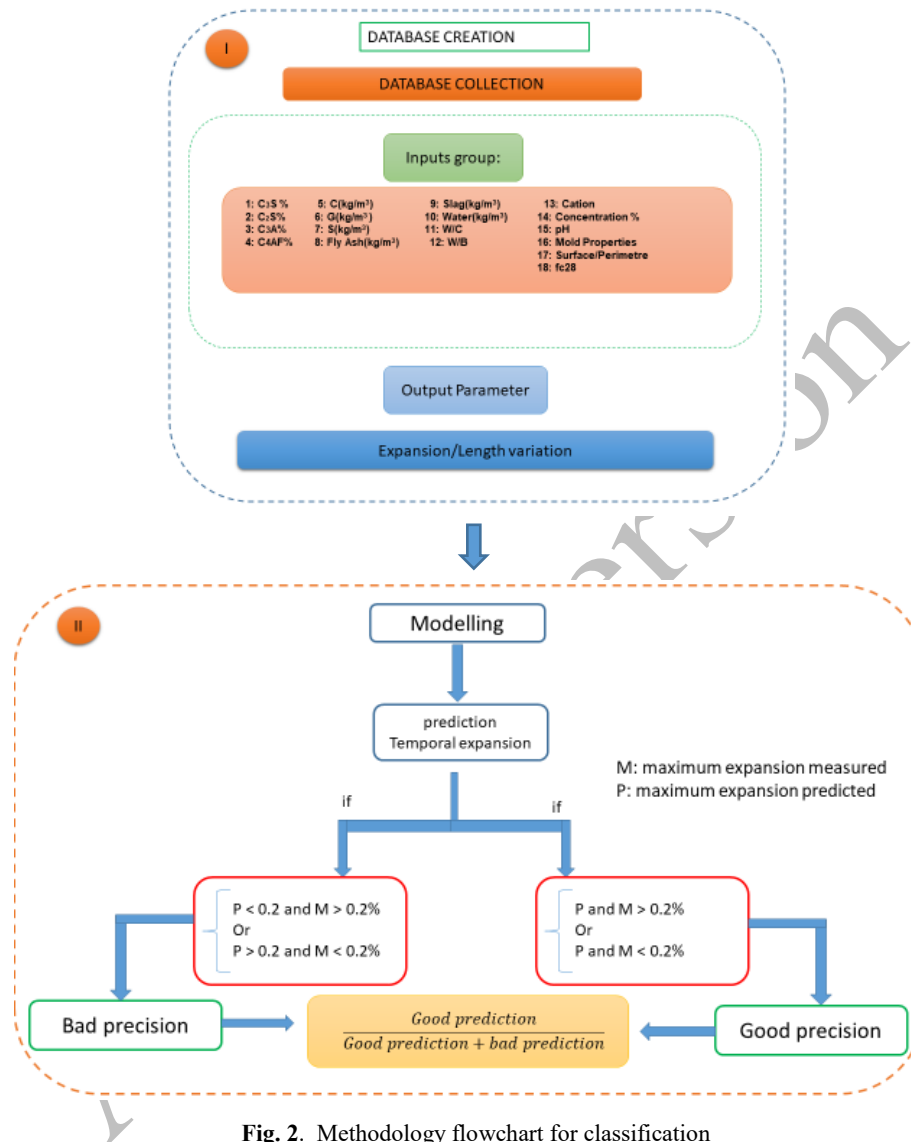 I
DATABASE CREATION
DATABASE COLLECTION
Inputs group:
1: C3S % 5: C(kg/m³) 9: Slag(kg/m³) 13: Cation
2: C2S% 6: G(kg/m³) 10: Water(kg/m³) 14: Concentration %
3: C3A% 7: S(kg/m³) 11: W/C 15: pH
4: C4AF% 8: Fly Ash(kg/m³) 12: W/B 16: Mold Properties
17: Surface/Perimetre
18: fc28
Output Parameter
Expansion/Length variation
II
Modelling
prediction
Temporal expansion
M: maximum expansion measured
P: maximum expansion predicted
if if
P < 0.2 and M > 0.2%
Or
P > 0.2 and M < 0.2%
P and M > 0.2%
Or
P and M < 0.2%
Bad precision
Good prediction
Good prediction + bad prediction
Good precision
Fig. 2. Methodology flowchart for classification